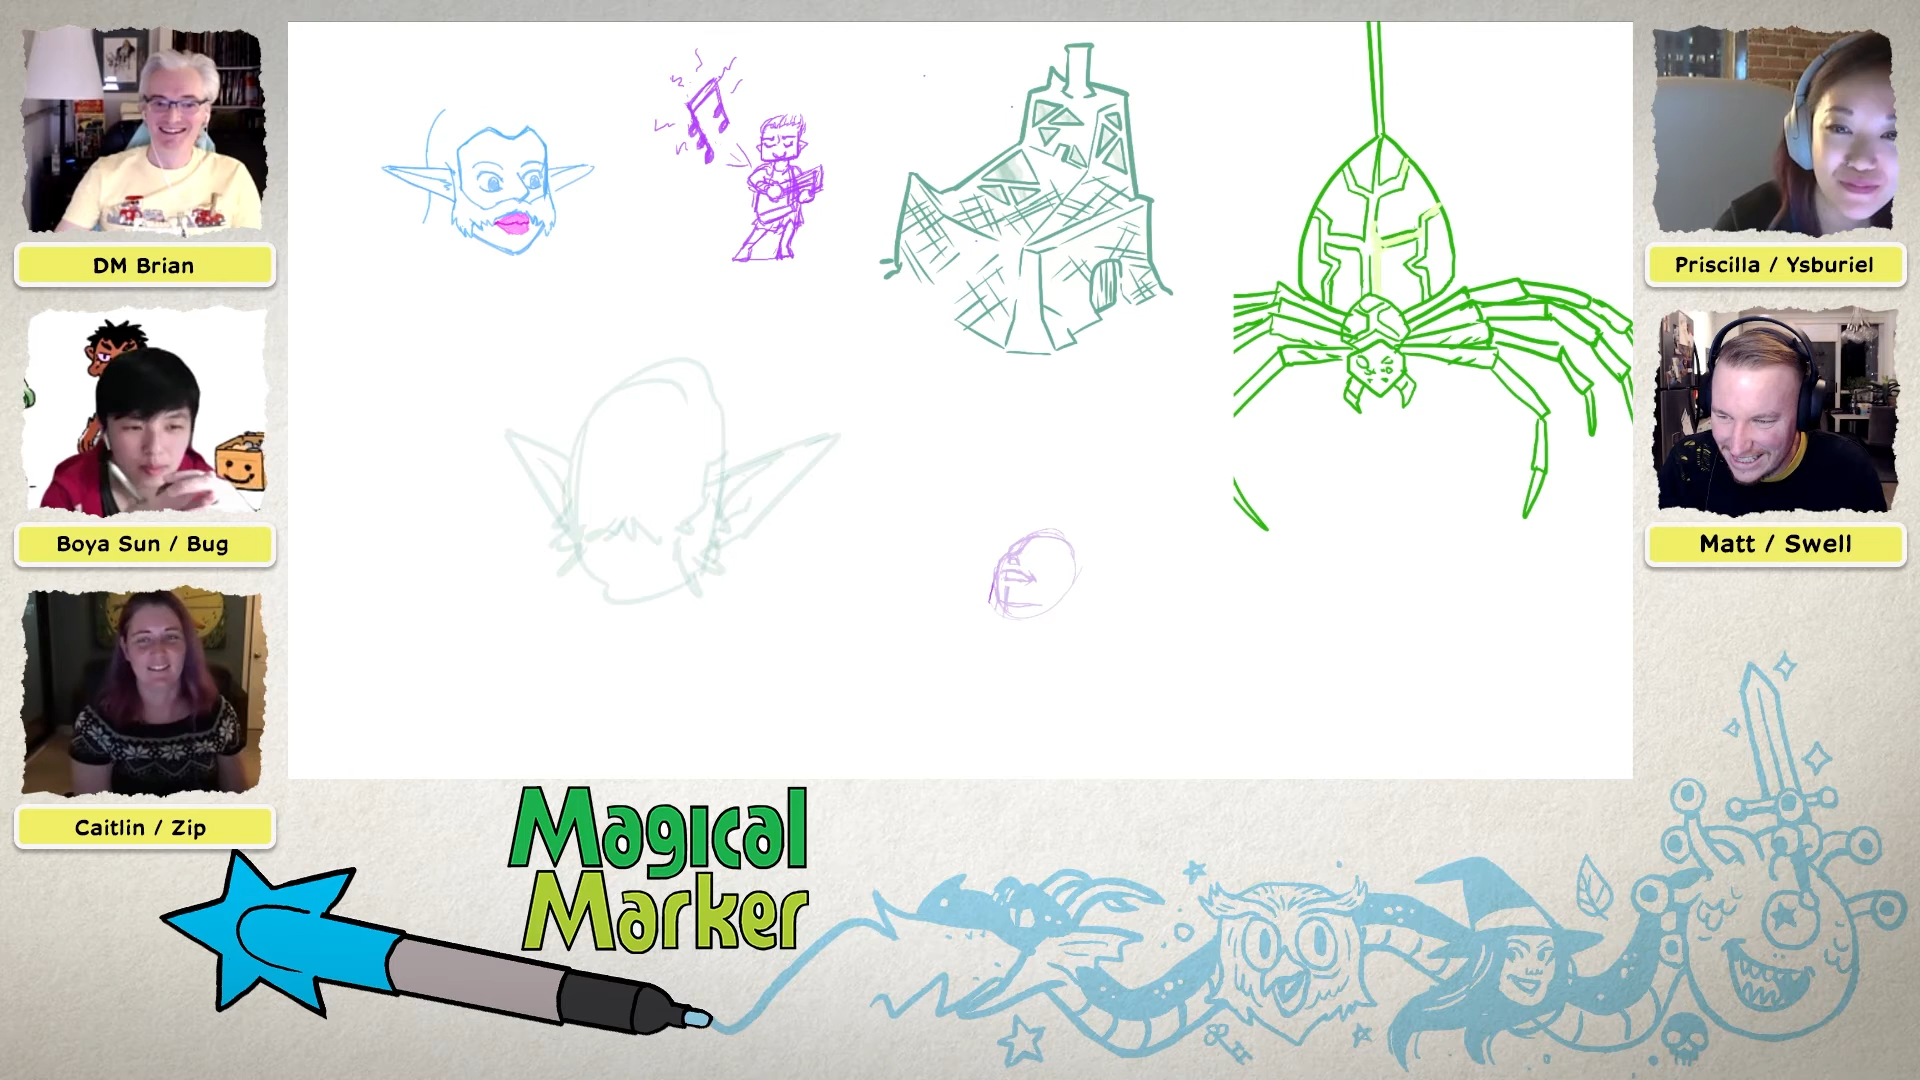 DM Brian
Boya Sun / Bug
Caitlin / Zip
Priscilla / Ysburiel
Matt / Swell
Magical
Marker